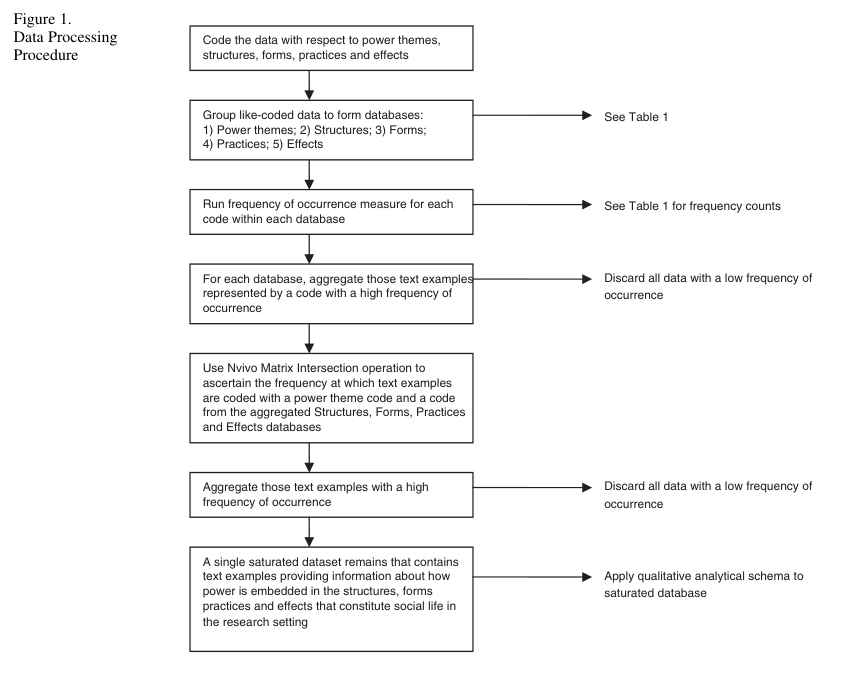 Figure 1.
Data Processing
Procedure
Code the data with respect to power themes,
structures, forms, practices and effects
Group like-coded data to form databases:
1) Power themes; 2) Structures; 3) Forms;
4) Practices; 5) Effects
See Table 1
Run frequency of occurrence measure for each
code within each database
See Table 1 for frequency counts
For each database, aggregate those text examples
represented by a code with a high frequency of
occurrence
Discard all data with a low frequency of
occurrence
Use Nvivo Matrix Intersection operation to
ascertain the frequency at which text examples
are coded with a power theme code and a code
from the aggregated Structures, Forms, Practices
and Effects databases
Aggregate those text examples with a high
frequency of occurrence
Discard all data with a low frequency of
occurrence
A single saturated dataset remains that contains
text examples providing information about how
power is embedded in the structures, forms
practices and effects that constitute social life in
the research setting
Apply qualitative analytical schema to
saturated database